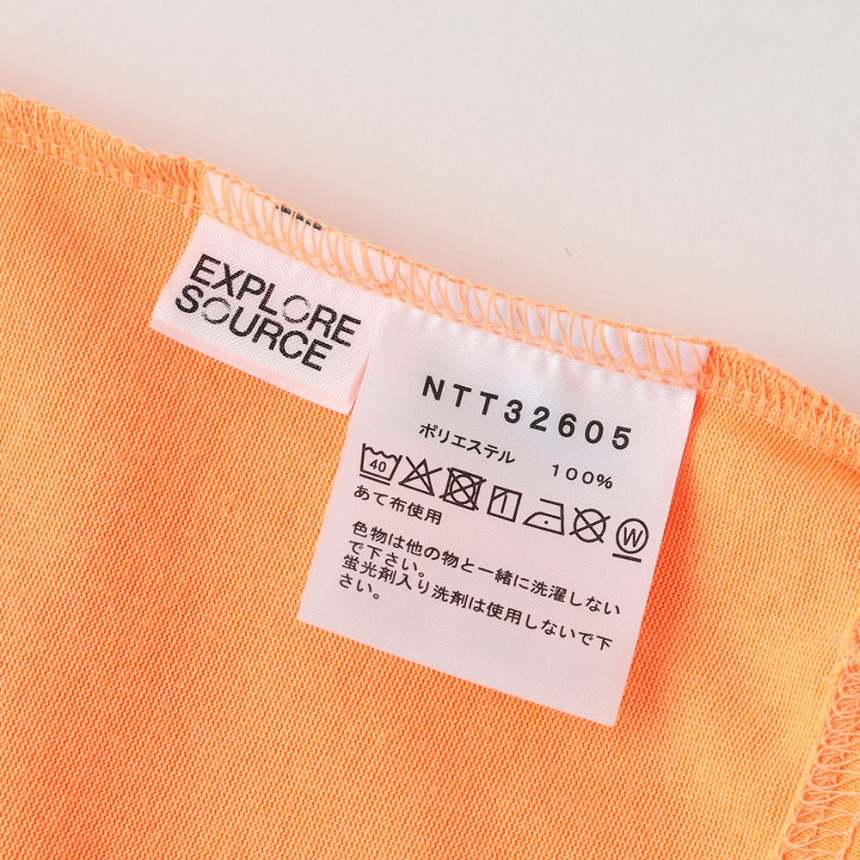 EXPLORE
SOURCE
NTT32605
ポリエステル 100%
40
W
あて布使用
色物は他の物と一緒に洗濯しない
で下さい。
蛍光剤入り洗剤は使用しないで下
さい。